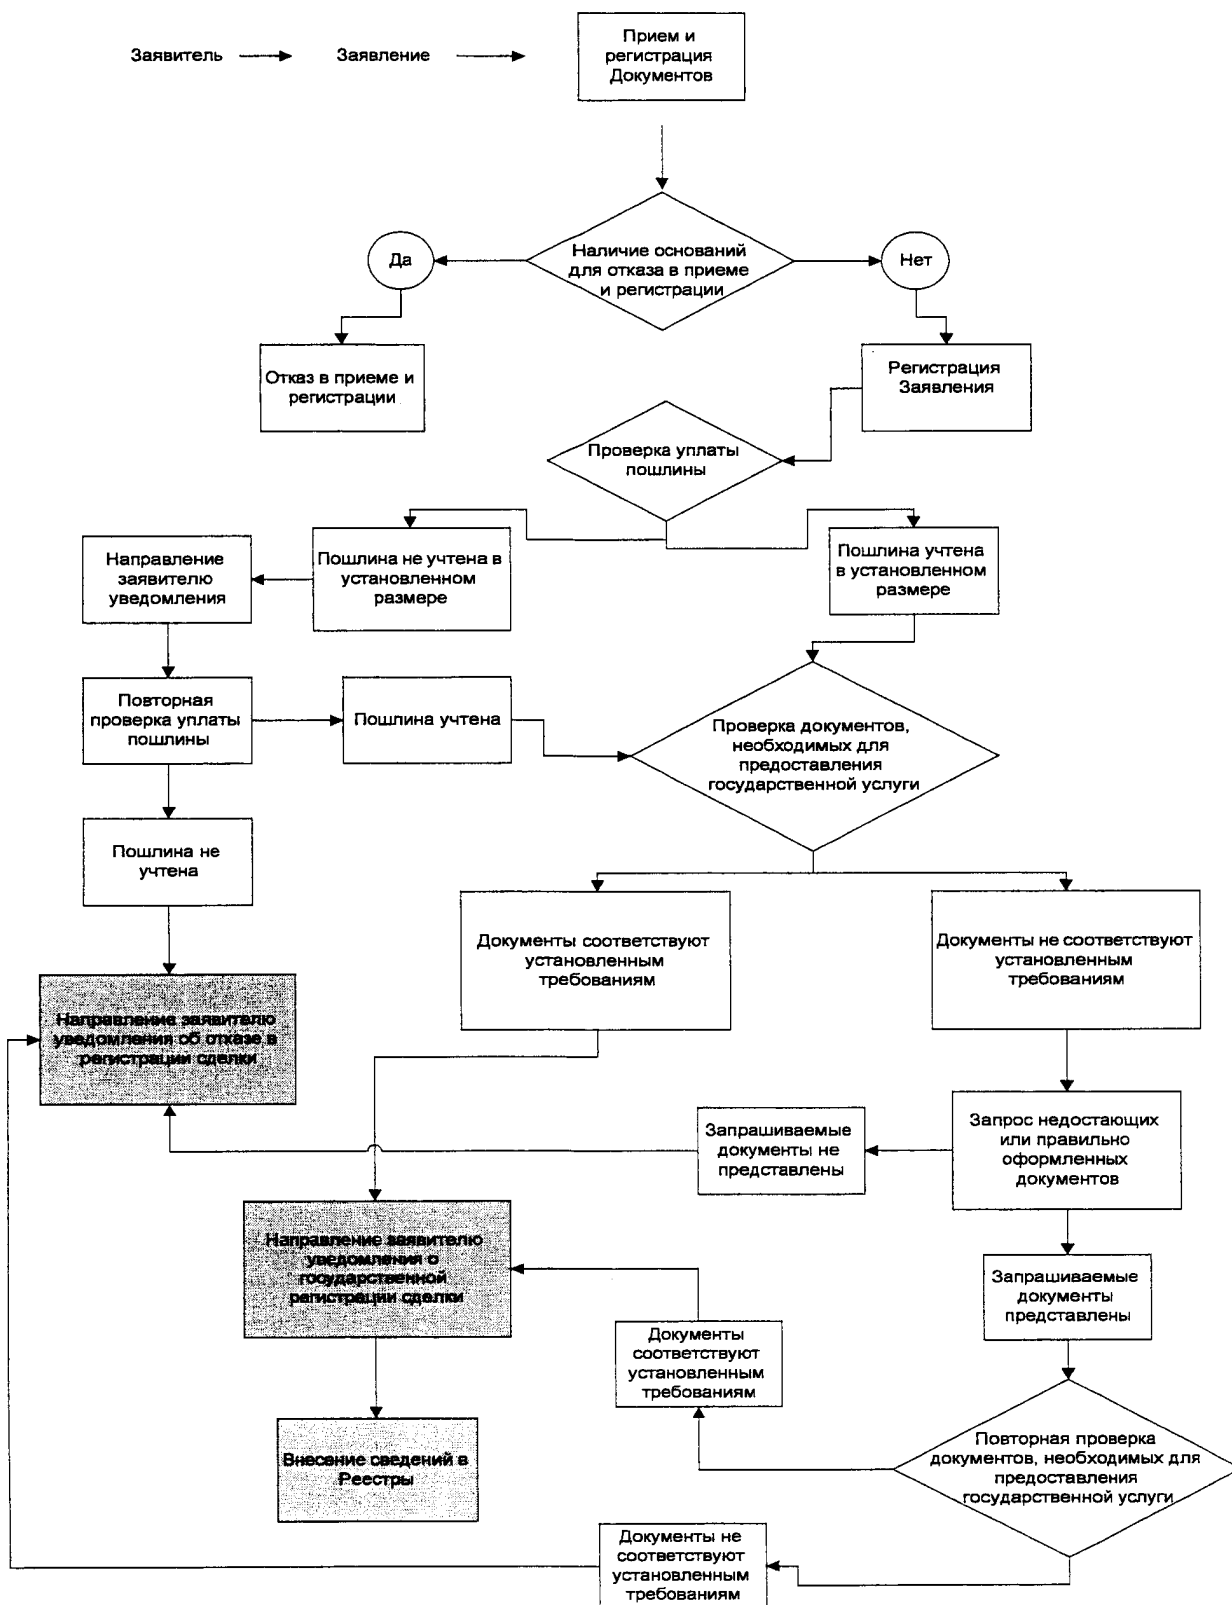 Заявитель
Заявление
Прием и
регистрация
Документов
Да
Наличие оснований
для отказа в приеме
и регистрации
Нет
Отказ в приеме и
регистрации
Регистрация
Заявления
Проверка уплаты
пошлины
Направление
заявителю
уведомления
Пошлина не учтена в
установленном
размере
Пошлина учтена
в установленном
размере
Повторная
проверка уплаты
пошлины
Пошлина учтена
Проверка документов,
необходимых для
предоставления
государственной услуги
Пошлина не
учтена
Документы соответствуют
установленным
требованиям
Документы не соответствуют
установленным
требованиям
Направление заявителю
уведомления об отказе в
регистрации сделки
Запрашиваемые
документы не
представлены
Запрос недостающих
или правильно
оформленных
документов
Направление заявителю
уведомления о
государственной
регистрации сделки
Запрашиваемые
документы
представлены
Документы
соответствуют
установленным
требованиям
Внесение сведений в
Реестры
Повторная проверка
документов, необходимых для
предоставления
государственной услуги
Документы не
соответствуют
установленным
требованиям